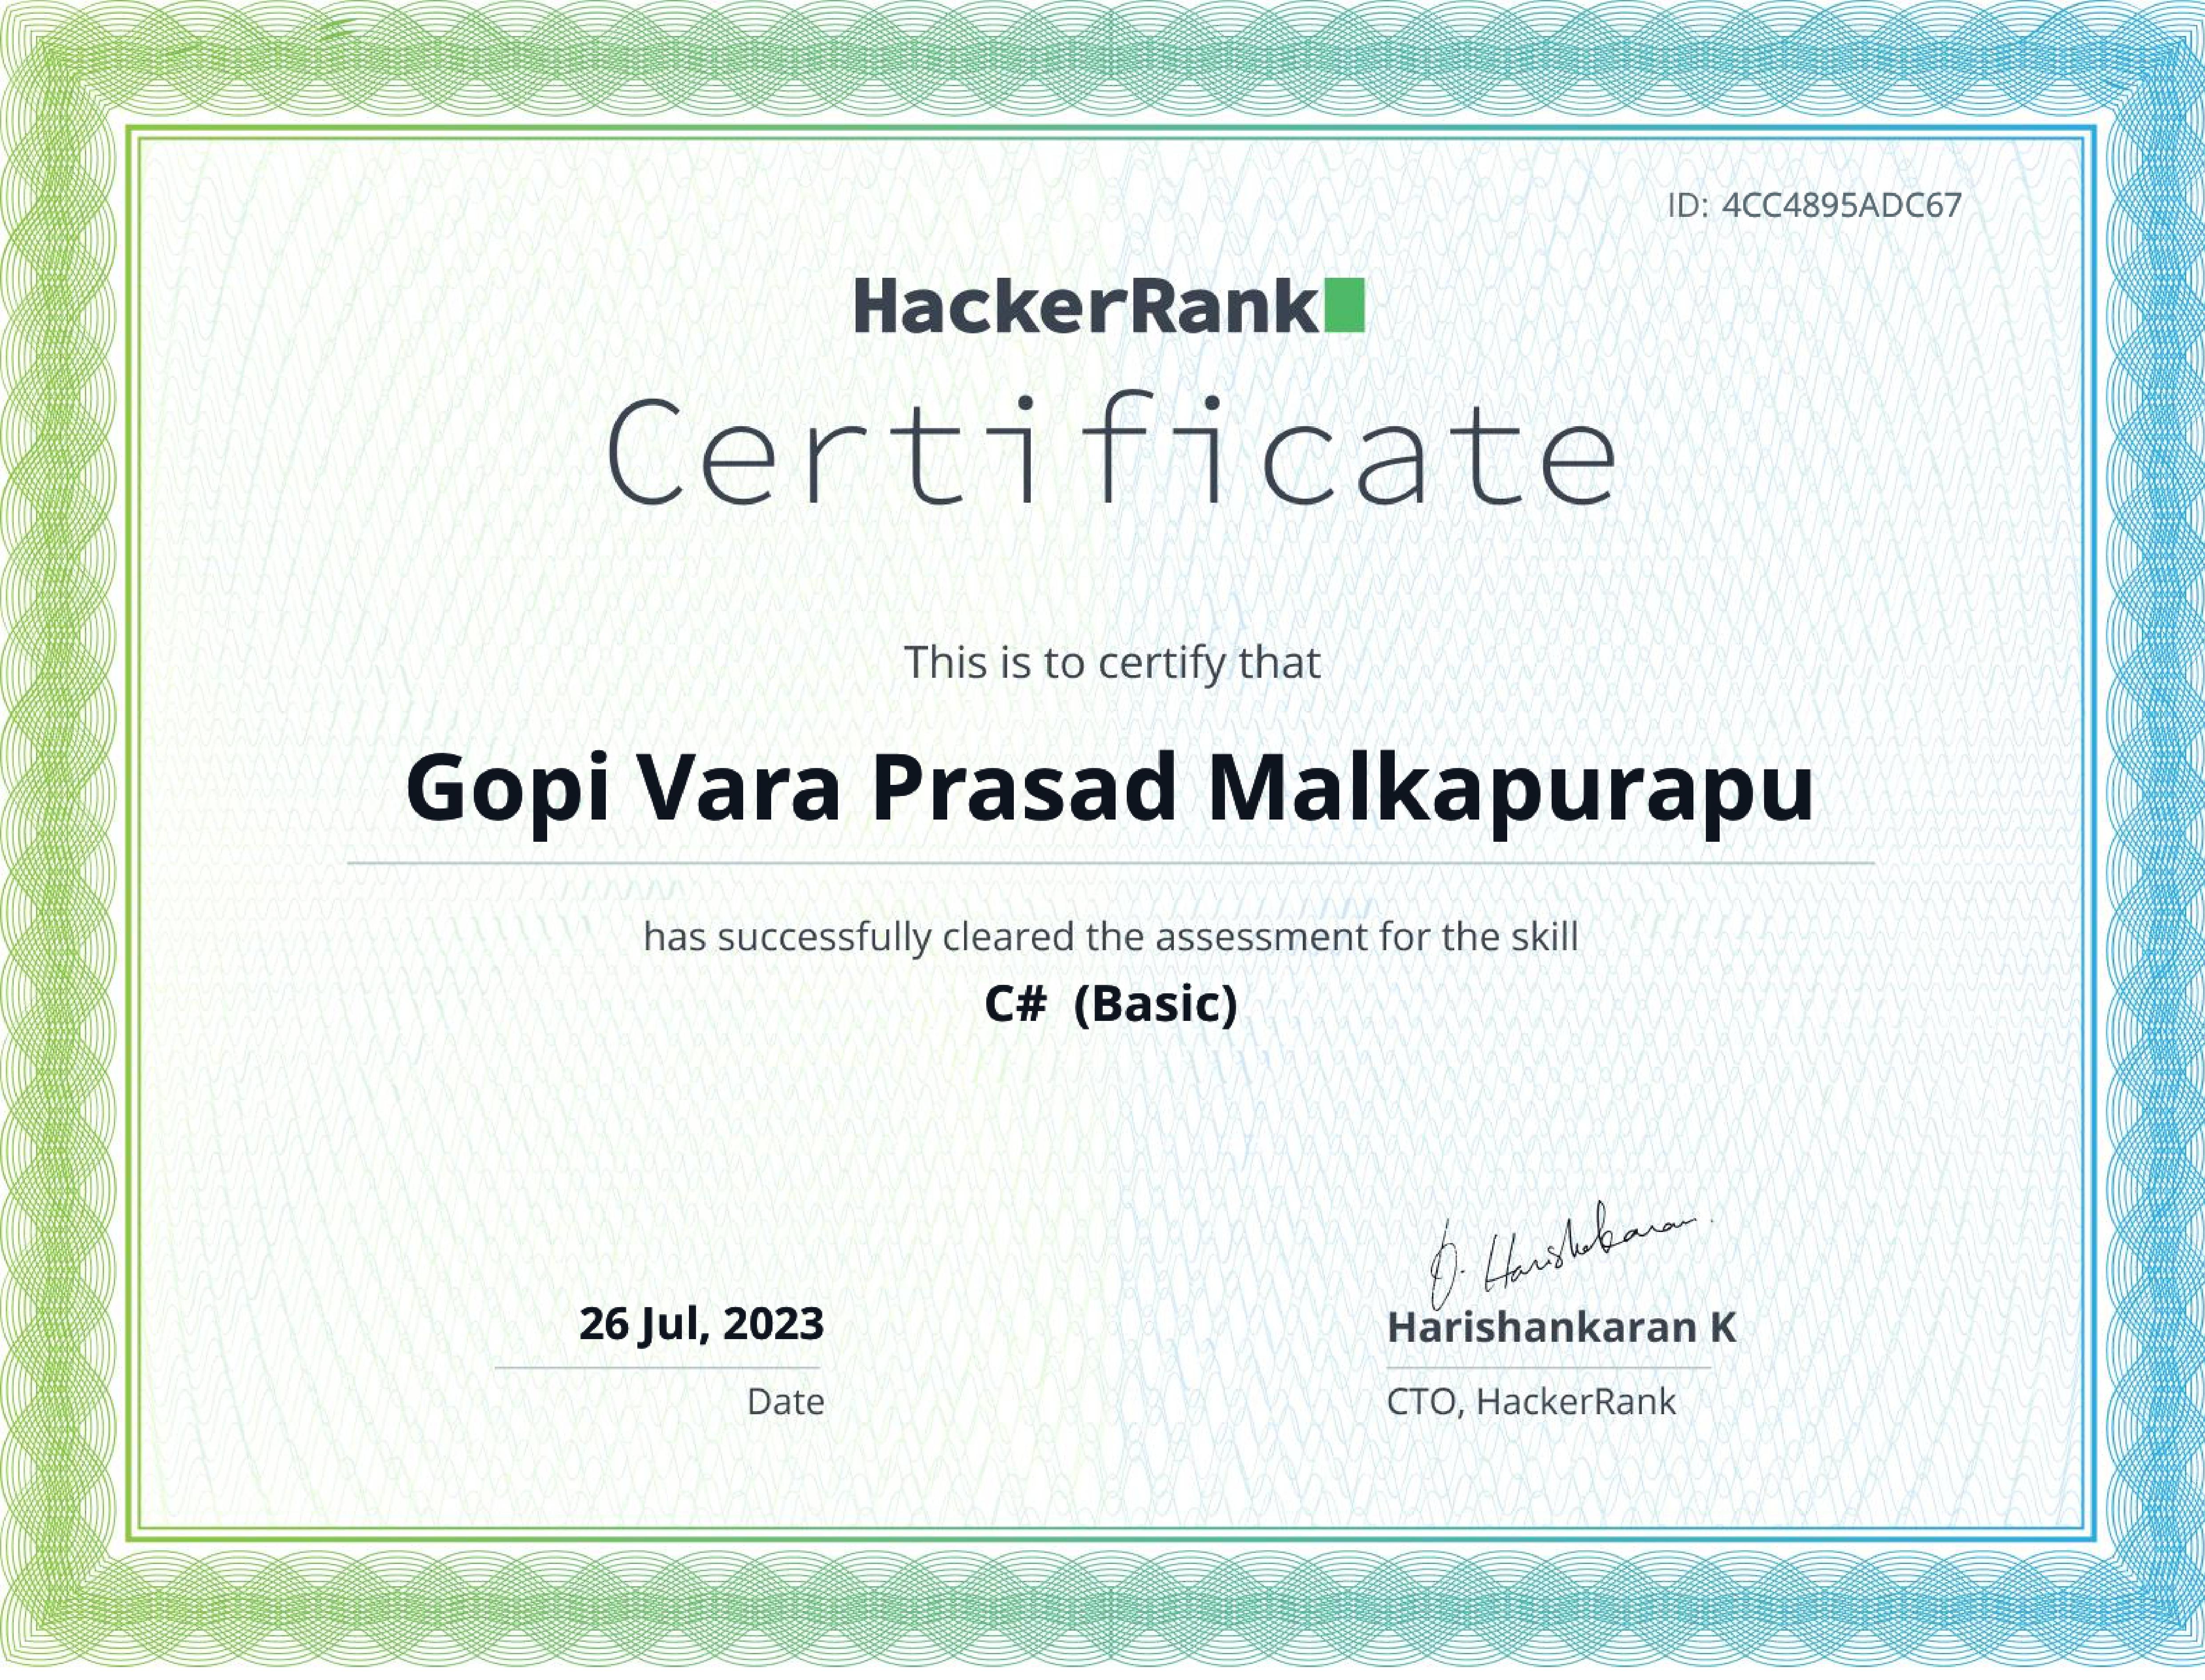 ID: 4CC4895ADC67
HackerRank
Certificate
This is to certify that
Gopi Vara Prasad Malkapurapu
has successfully cleared the assessment for the skill
C# (Basic)
26 Jul, 2023
Date
Harishankaran K
CTO, HackerRank